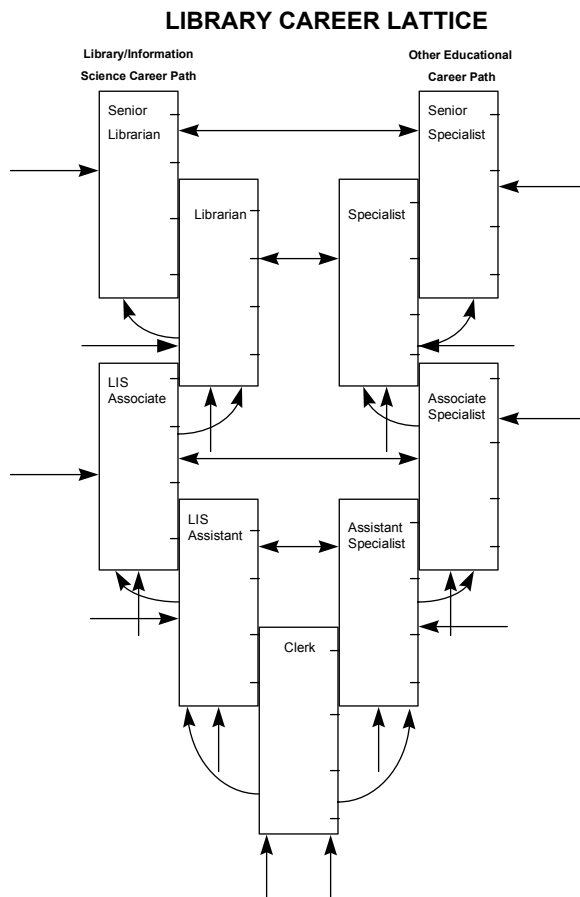 LIBRARY CAREER LATTICE
Library/Information
Science Career Path
Other Educational
Career Path
Senior
Librarian
Senior
Specialist
Librarian
Specialist
LIS
Associate
Associate
Specialist
LIS
Assistant
Assistant
Specialist
Clerk